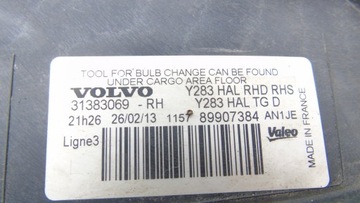 TOOL FOR BULB CHANGE CAN BE FOUND
UNDER CARGO AREA FLOOR
VOLVO Y283 HAL RHD RHS
31383069 - RH Y283 HAL TG D
21h26 26/02/13 1157 89907384 AN1JE
Ligne3 Valeo
MADE IN FRANCE